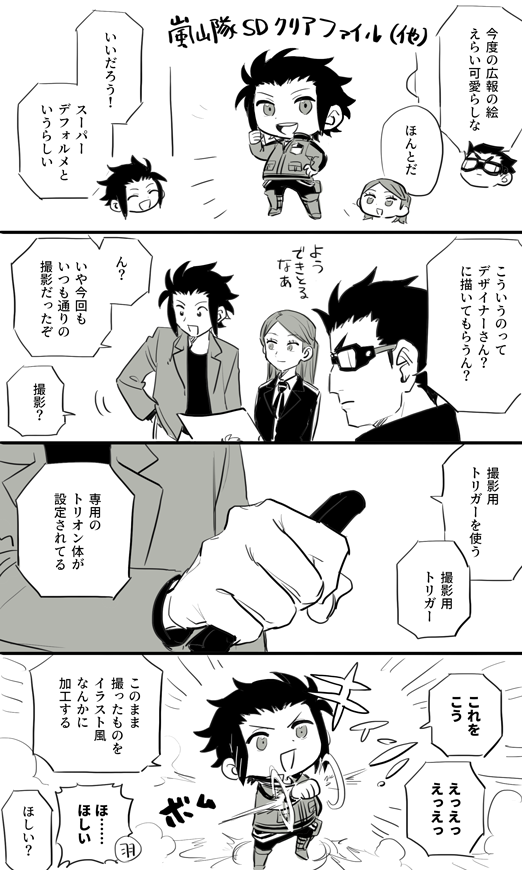 嵐山隊SDクリアファイル(他)
今度の広報の絵
えらい可愛らしな
ほんとだ
いいだろう!
スーパー
デフォルメと
いうらしい
こういうのって
デザイナーさん?
に描いてもらうん?
よう
できとる
なあ
ん?
いや今回も
いつも通りの
撮影だったぞ
撮影?
撮影用
トリガーを使う
撮影用
トリガー
専用の
トリオン体が
設定されてる
これを
こう
えっえっ
えっえっ
ボム
このまま
撮ったものを
イラスト風
なんかに
加工する
ほ……
ほしい
ほしい?